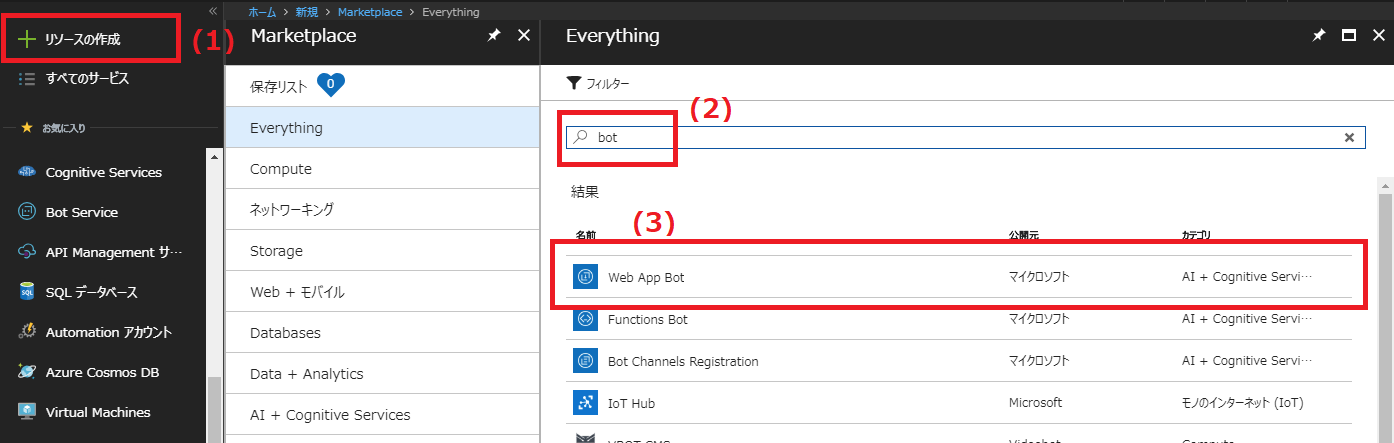 «
リソースの作成
(1)
すべてのサービス
お気に入り
Cognitive Services
Bot Service
API Management サ…
SQL データベース
Automation アカウント
Azure Cosmos DB
Virtual Machines
ホーム > 新規 > Marketplace > Everything
Marketplace
保存リスト 0
Everything
Compute
ネットワーキング
Storage
Web + モバイル
Databases
Data + Analytics
AI + Cognitive Services
Everything
フィルター
(2)
bot
結果
(3)
名前 公開元 カテゴリ
Web App Bot マイクロソフト AI + Cognitive Servi…
Functions Bot マイクロソフト AI + Cognitive Servi…
Bot Channels Registration マイクロソフト AI + Cognitive Servi…
IoT Hub Microsoft モノのインターネット (IoT)